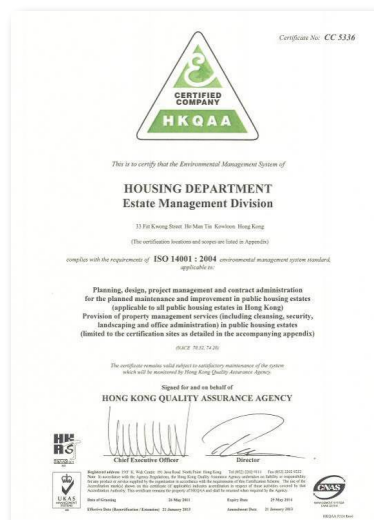 Certificate No: CC 5336
CERTIFIED
COMPANY
HKQAA
This is to certify that the Environmental Management System of
HOUSING DEPARTMENT
Estate Management Division
33 Fat Kwong Street Ho Man Tin Kowloon Hong Kong
(The certification locations and scopes are listed in Appendix)
complies with the requirements of ISO 14001 : 2004 environmental management system standard,
applicable to:
Planning, design, project management and contract administration
for the planned maintenance and improvement in public housing estates
(applicable to all public housing estates in Hong Kong)
Provision of property management services (including cleansing, security,
landscaping and office administration) in public housing estates
(limited to the certification sites as detailed in the accompanying appendix)
The certificate remains valid subject to satisfactory maintenance of the system
which will be monitored by Hong Kong Quality Assurance Agency.
Signed for and on behalf of
HONG KONG QUALITY ASSURANCE AGENCY
Chief Executive Officer
Director
UKAS
CNAS
Date of Granting
Expiry Date